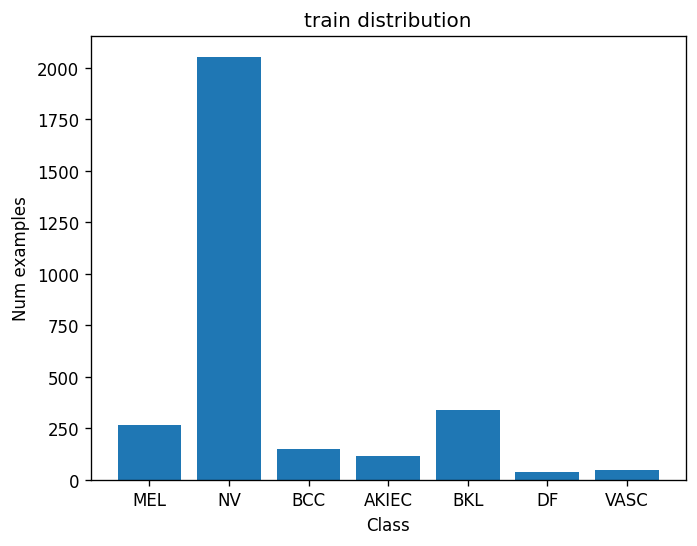 train distribution
Num examples
2000
1750
1500
1250
1000
750
500
250
0
MEL NV BCC AKIEC BKL DF VASC
Class